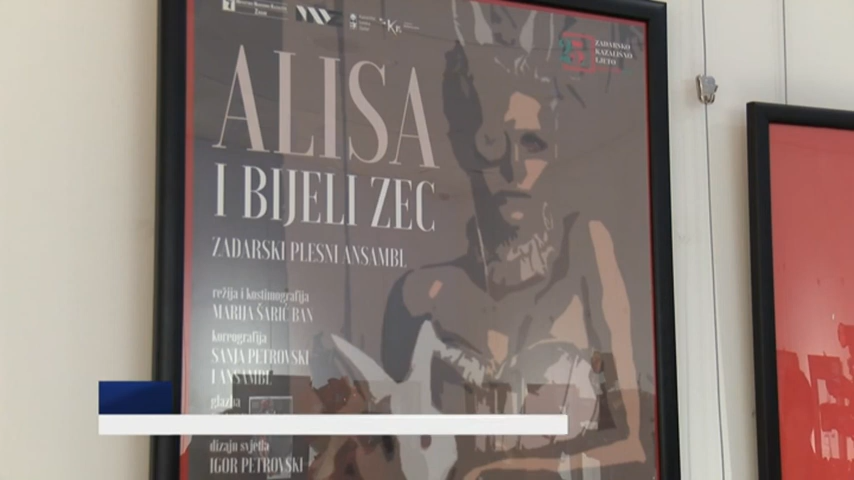 ALISA
I BIJELI ZEC
ZADARSKI PLESNI ANSAMBL
režija i kostimografija
MARIJA ŠARIĆ BAN
koreografija
SANJA PETROVSKI
I ANSAMBL
glazba
dizajn svjetla
IGOR PETROVSKI
ZADARSKO
KAZALIŠNO
LJETO